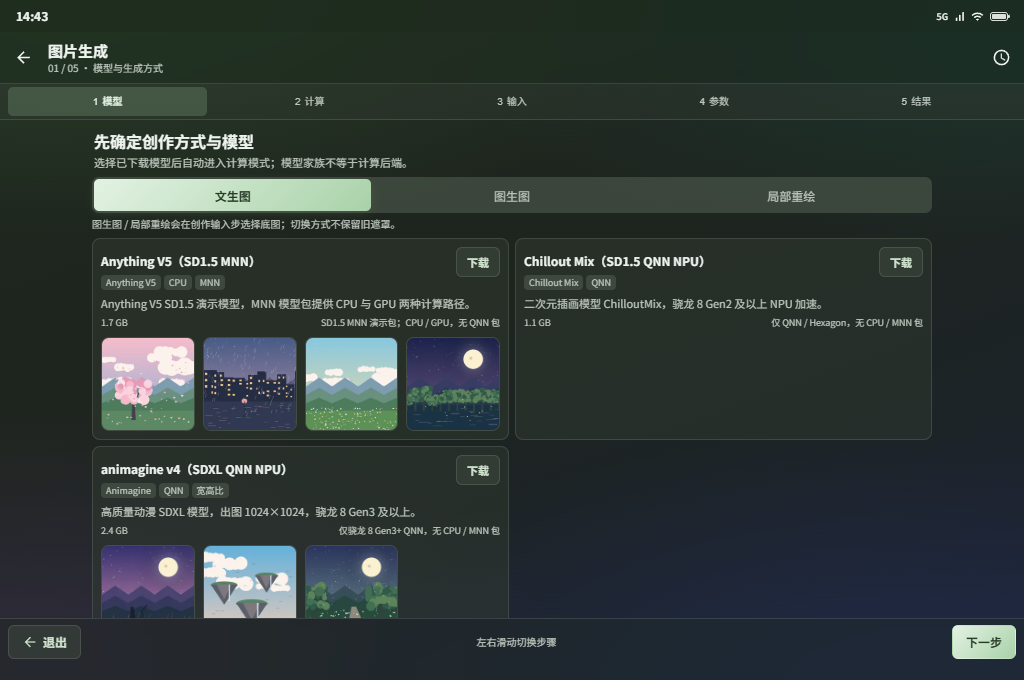 14:43
5G
图片生成
01 / 05 · 模型与生成方式
1 模型
2 计算
3 输入
4 参数
5 结果
先确定创作方式与模型
选择已下载模型后自动进入计算模式；模型家族不等于计算后端。
文生图
图生图
局部重绘
图生图 / 局部重绘会在创作输入步选择底图；切换方式不保留旧遮罩。
Anything V5（SD1.5 MNN）
下载
Anything V5
CPU
MNN
Anything V5 SD1.5 演示模型，MNN 模型包提供 CPU 与 GPU 两种计算路径。
1.7 GB
SD1.5 MNN 演示包；CPU / GPU，无 QNN 包
Chillout Mix（SD1.5 QNN NPU）
下载
Chillout Mix
QNN
二次元插画模型 ChilloutMix，骁龙 8 Gen2 及以上 NPU 加速。
1.1 GB
仅 QNN / Hexagon，无 CPU / MNN 包
animagine v4（SDXL QNN NPU）
下载
Animagine
QNN
宽高比
高质量动漫 SDXL 模型，出图 1024×1024，骁龙 8 Gen3 及以上。
2.4 GB
仅骁龙 8 Gen3+ QNN，无 CPU / MNN 包
退出
左右滑动切换步骤
下一步